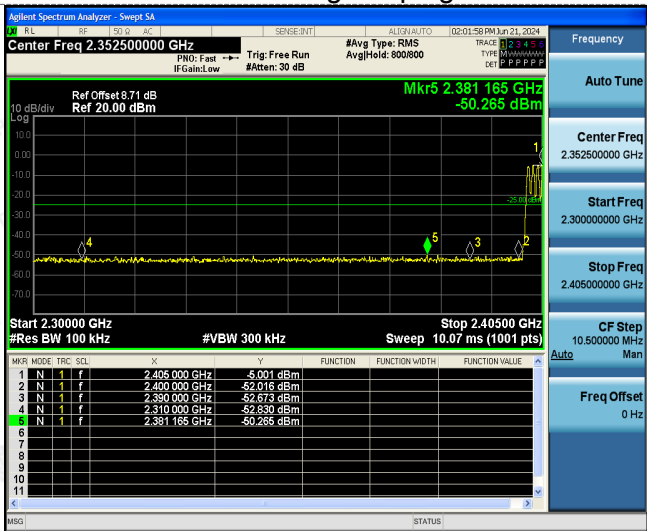 Agilent Spectrum Analyzer - Swept SA
RL RF 50 Ω AC SENSE:INT ALIGN AUTO 02:01:58 PM Jun 21, 2024
Center Freq 2.352500000 GHz
PNO: Fast
IFGain:Low
Trig: Free Run
#Atten: 30 dB
#Avg Type: RMS
Avg|Hold: 800/800
TRACE 1 2 3 4 5 6
TYPE M
DET P P P P P P
Ref Offset 8.71 dB
10 dB/div Ref 20.00 dBm
Log
Mkr5 2.381 165 GHz
-50.265 dBm
10.0
0.00
-10.0
-20.0
-30.0
-40.0
-50.0
-60.0
-70.0
1
-25.00 dBm
4
5
3
2
Start 2.30000 GHz Stop 2.40500 GHz
#Res BW 100 kHz #VBW 300 kHz Sweep 10.07 ms (1001 pts)
MKR MODE TRC SCL X Y FUNCTION FUNCTION WIDTH FUNCTION VALUE
1 N 1 f 2.405 000 GHz -5.001 dBm
2 N 1 f 2.400 000 GHz -52.016 dBm
3 N 1 f 2.390 000 GHz -52.673 dBm
4 N 1 f 2.310 000 GHz -52.830 dBm
5 N 1 f 2.381 165 GHz -50.265 dBm
6
7
8
9
10
11
MSG STATUS
Frequency
Auto Tune
Center Freq
2.352500000 GHz
Start Freq
2.300000000 GHz
Stop Freq
2.405000000 GHz
CF Step
10.500000 MHz
Auto Man
Freq Offset
0 Hz